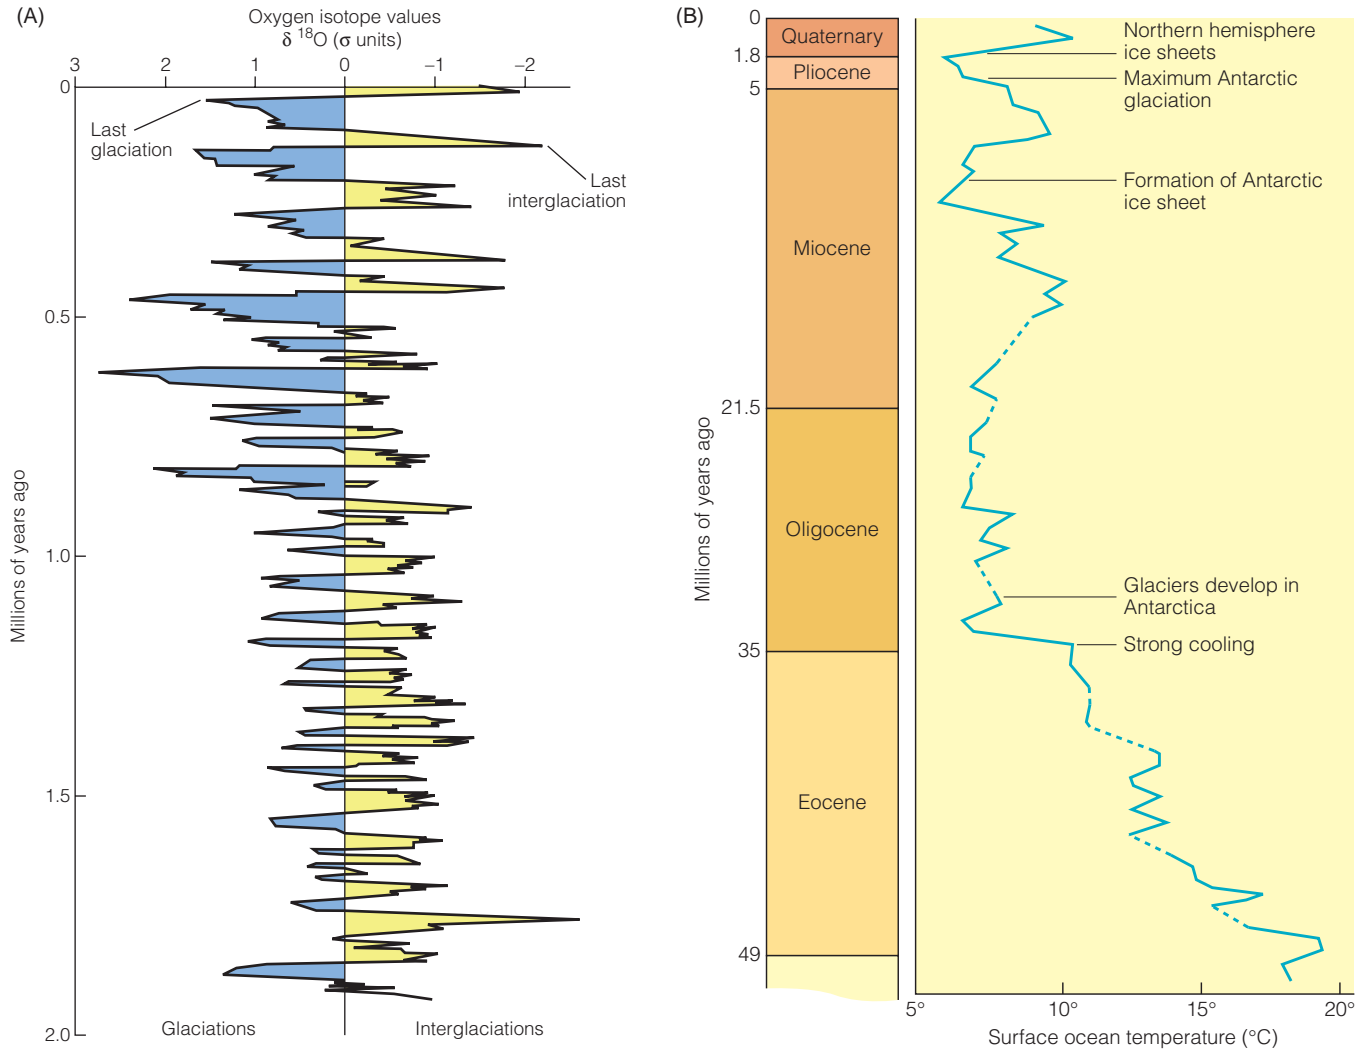 (A)
Oxygen isotope values
δ 18O (σ units)
3 2 1 0 –1 –2
0
0.5
1.0
1.5
2.0
Millions of years ago
Last
glaciation
Last
interglaciation
Glaciations
Interglaciations
(B)
0
1.8
5
21.5
35
49
Millions of years ago
Quaternary
Pliocene
Miocene
Oligocene
Eocene
Northern hemisphere
ice sheets
Maximum Antarctic
glaciation
Formation of Antarctic
ice sheet
Glaciers develop in
Antarctica
Strong cooling
5° 10° 15° 20°
Surface ocean temperature (°C)